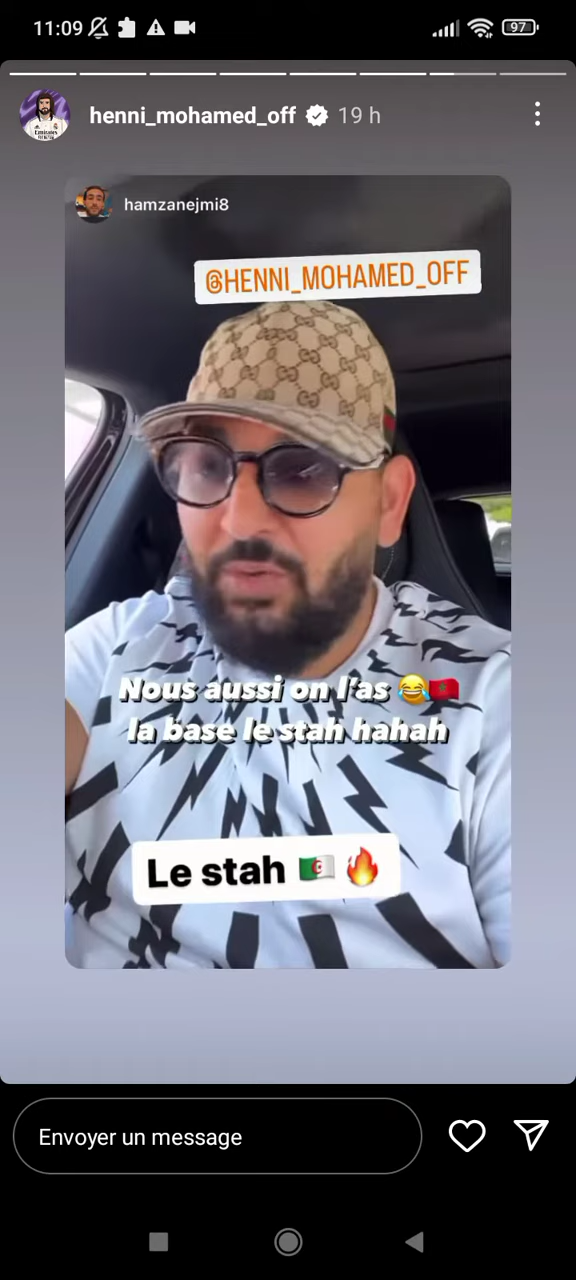 11:09
97
henni_mohamed_off 19 h
hamzanejmi8
@HENNI_MOHAMED_OFF
Nous aussi on l'as 😂🇲🇦
la base le stah hahah
Le stah 🇩🇿 🔥
Envoyer un message